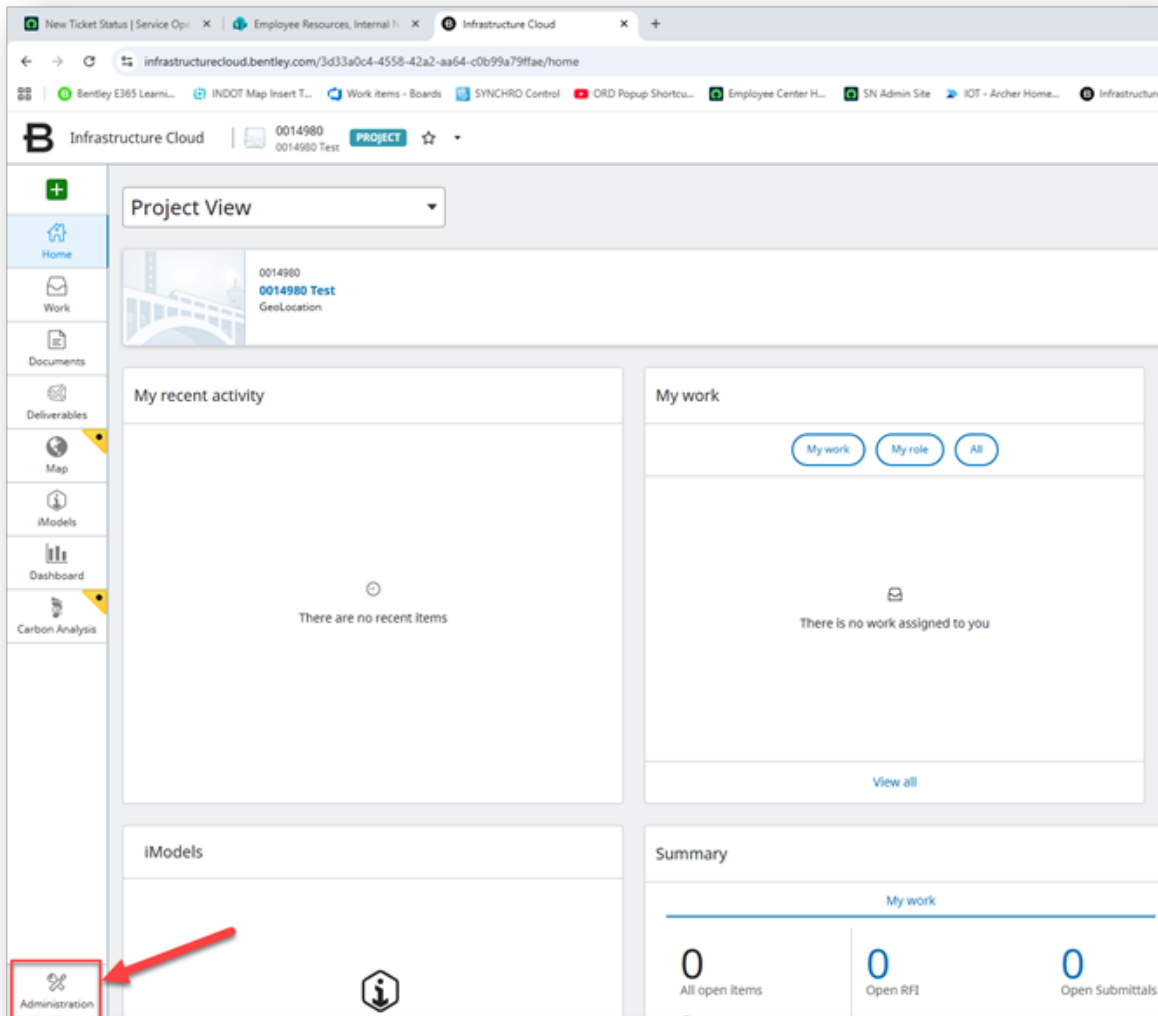 New Ticket Status | Service Ope
Employee Resources, Internal N
Infrastructure Cloud
infrastructurecloud.bentley.com/3d33a0c4-4558-42a2-aa64-c0b99a79ffae/home
Bentley E365 Learni...
INDOT Map Insert T...
Work items - Boards
SYNCHRO Control
ORD Popup Shortcu...
Employee Center H...
SN Admin Site
IOT - Archer Home...
Infrastructure
Infrastructure Cloud
0014980
0014980 Test
PROJECT
Home
Work
Documents
Deliverables
Map
iModels
Dashboard
Carbon Analysis
Administration
Project View
0014980
0014980 Test
GeoLocation
My recent activity
There are no recent items
My work
My work
My role
All
There is no work assigned to you
View all
iModels
Summary
My work
0
All open items
0
Open RFI
0
Open Submittals